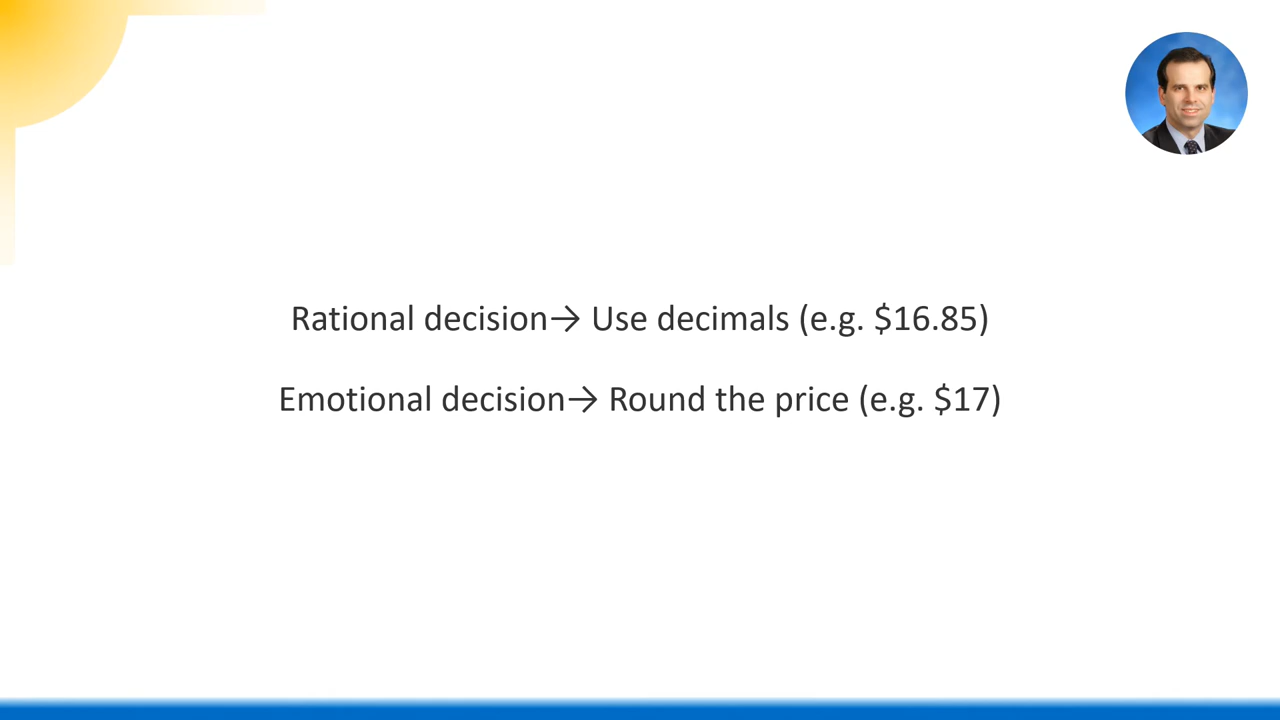 Rational decision→ Use decimals (e.g. $16.85)
Emotional decision→ Round the price (e.g. $17)